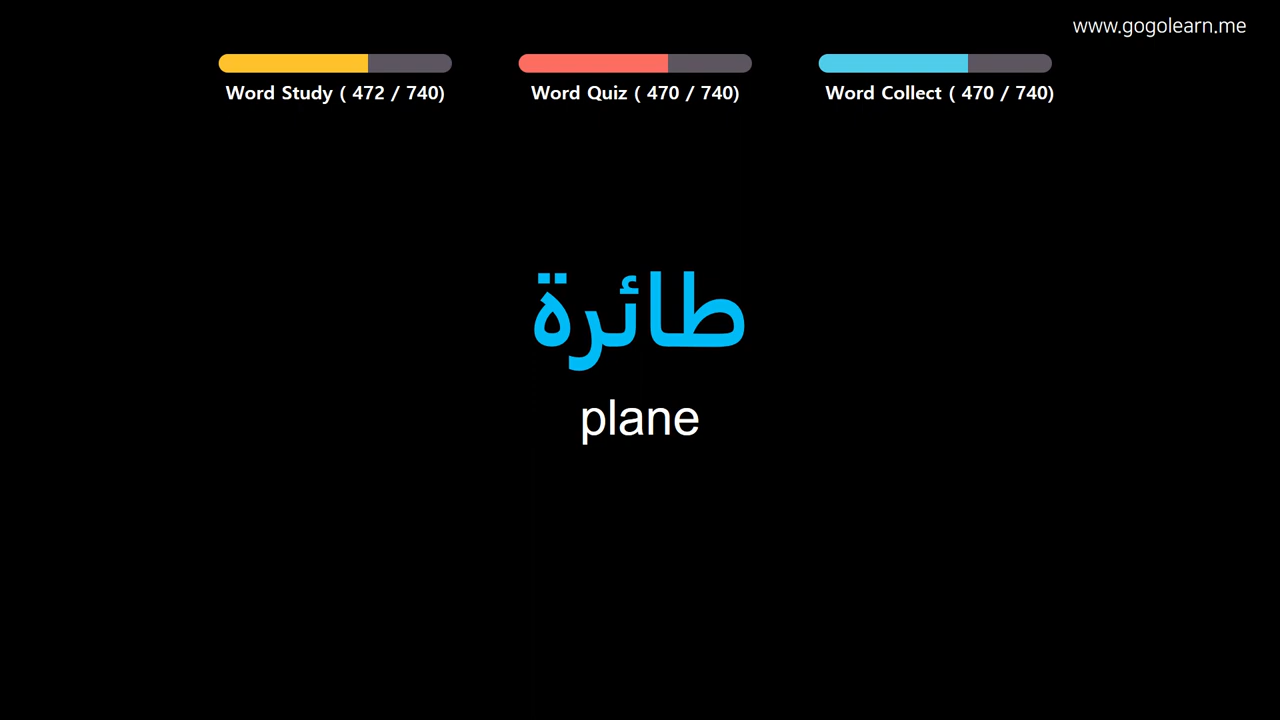 www.gogolearn.me
Word Study ( 472 / 740)
Word Quiz ( 470 / 740)
Word Collect ( 470 / 740)
طائرة
plane